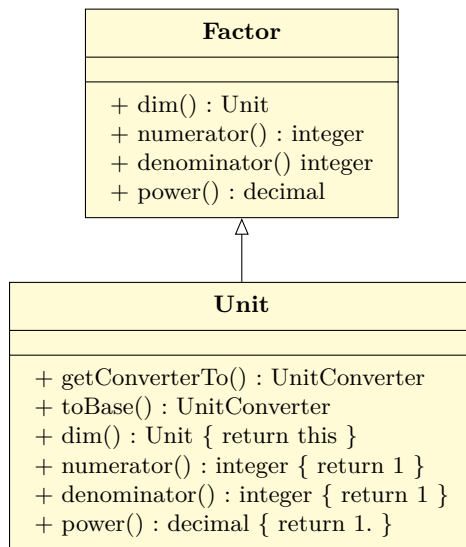 Factor
+ dim() : Unit
+ numerator() : integer
+ denominator() integer
+ power() : decimal
Unit
+ getConverterTo() : UnitConverter
+ toBase() : UnitConverter
+ dim() : Unit { return this }
+ numerator() : integer { return 1 }
+ denominator() : integer { return 1 }
+ power() : decimal { return 1. }